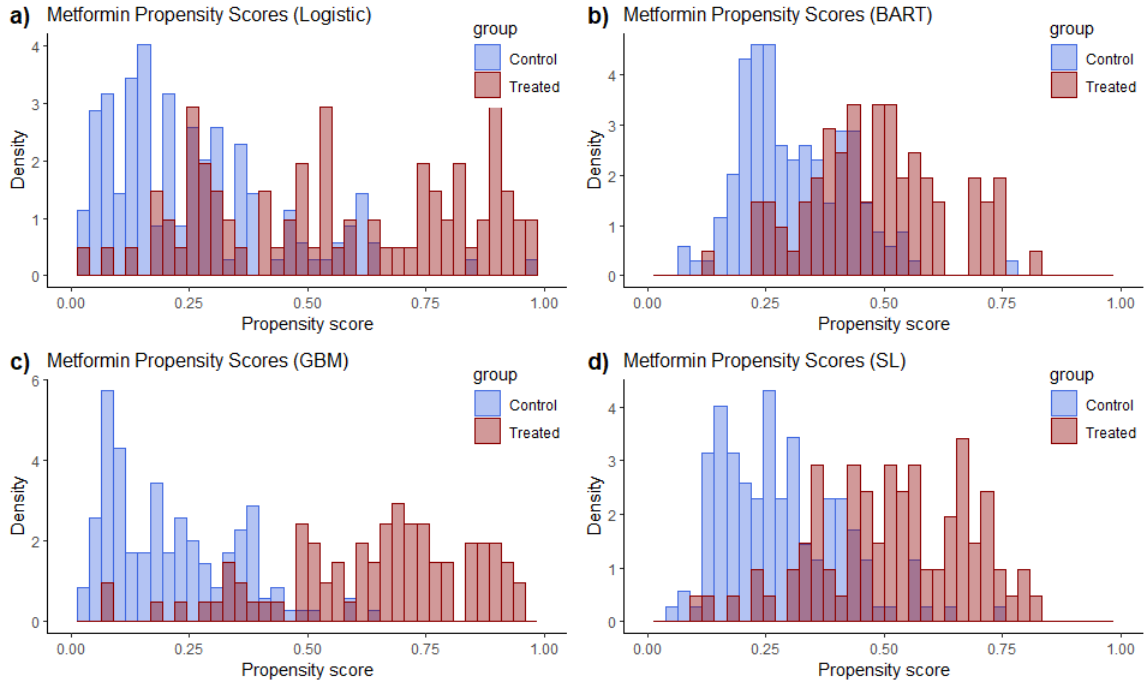 a) Metformin Propensity Scores (Logistic)
group
Control
Treated
4
3
2
1
0
Density
0.00 0.25 0.50 0.75 1.00
Propensity score
b) Metformin Propensity Scores (BART)
group
Control
Treated
4
3
2
1
0
Density
0.00 0.25 0.50 0.75 1.00
Propensity score
c) Metformin Propensity Scores (GBM)
group
Control
Treated
6
4
2
0
Density
0.00 0.25 0.50 0.75 1.00
Propensity score
d) Metformin Propensity Scores (SL)
group
Control
Treated
4
3
2
1
0
Density
0.00 0.25 0.50 0.75 1.00
Propensity score